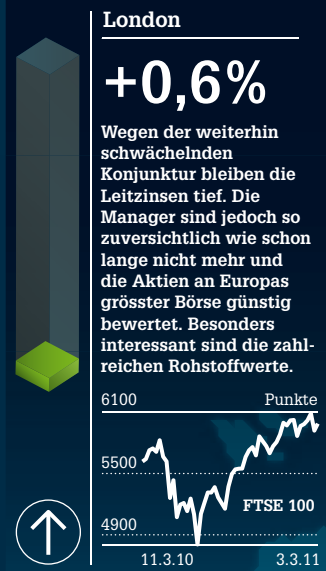 London
+0,6%
Wegen der weiterhin
schwächelnden
Konjunktur bleiben die
Leitzinsen tief. Die
Manager sind jedoch so
zuversichtlich wie schon
lange nicht mehr und
die Aktien an Europas
grösster Börse günstig
bewertet. Besonders
interessant sind die zahl-
reichen Rohstoffwerte.
6100 Punkte
5500
FTSE 100
4900
11.3.10 3.3.11